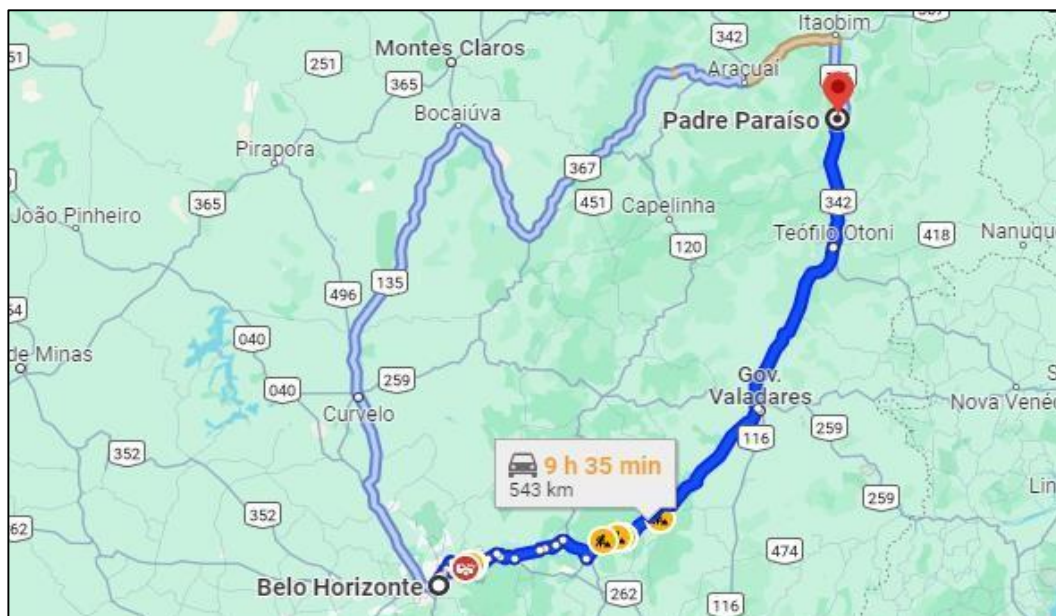 Itaobim
342
Montes Claros
251
365
Araçuaí
Bocaiúva
Padre Paraíso
Pirapora
367
365
451
342
João Pinheiro
Capelinha
418
Teófilo Otoni
Nanuque
120
135
496
040
de Minas
259
Gov.
Valadares
040
Curvelo
Nova Venéc
116
259
352
9 h 35 min
543 km
352
259
262
474
Belo Horizonte
262
116